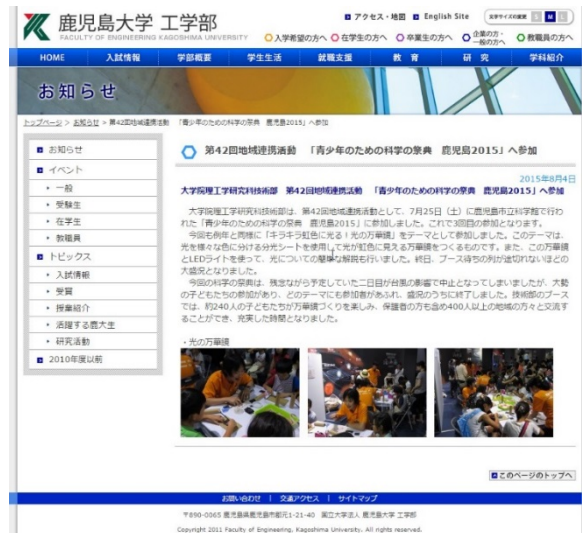 鹿児島大学 工学部
FACULTY OF ENGINEERING KAGOSHIMA UNIVERSITY
アクセス・地図 English Site 文字サイズの変更 S M L
入学希望の方へ 在学生の方へ 卒業生の方へ 企業の方・一般の方へ 教職員の方へ
HOME 入試情報 学部概要 学生生活 就職支援 教育 研究 学科紹介
お知らせ
トップページ > お知らせ > 第42回地域連携活動 「青少年のための科学の祭典 鹿児島2015」へ参加
お知らせ
イベント
一般
受験生
在学生
教職員
トピックス
入試情報
受賞
授業紹介
活躍する鹿大生
研究活動
2010年度以前
第42回地域連携活動 「青少年のための科学の祭典 鹿児島2015」へ参加
2015年8月4日
大学院理工学研究科技術部 第42回地域連携活動 「青少年のための科学の祭典 鹿児島2015」へ参加
大学院理工学研究科技術部は、第42回地域連携活動として、7月25日（土）に鹿児島市立科学館で行わ
れた「青少年のための科学の祭典 鹿児島2015」に参加しました。これで3回目の参加となります。
今回も例年と同様に「キラキラ虹色に光る！光の万華鏡」をテーマとして参加しました。このテーマは、
光を様々な色に分ける分光シートを使用して光が虹色に見える万華鏡をつくるものです。また、この万華鏡
とLEDライトを使って、光についての簡単な解説も行いました。終日、ブース待ちの列が途切れないほどの
大盛況となりました。
今回の科学の祭典は、残念ながら予定していた二日目が台風の影響で中止となってしまいましたが、大勢
の子どもたちの参加があり、どのテーマにも参加者があふれ、盛況のうちに終了しました。技術部のブース
では、約240人の子どもたちが万華鏡づくりを楽しみ、保護者の方も含め400人以上の地域の方々と交流す
ることができ、充実した時間となりました。
・光の万華鏡
このページのトップへ
お問い合わせ | 交通アクセス | サイトマップ
〒890-0065 鹿児島県鹿児島市郡元1-21-40 国立大学法人 鹿児島大学 工学部
Copyright 2011 Faculty of Engineering, Kagoshima University. All rights reserved.